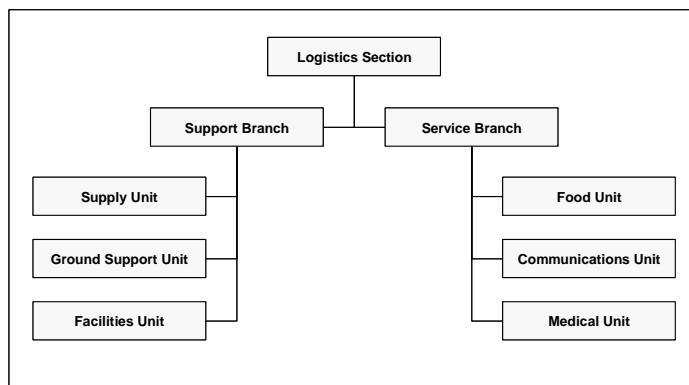 Logistics Section
Support Branch
Service Branch
Supply Unit
Food Unit
Ground Support Unit
Communications Unit
Facilities Unit
Medical Unit